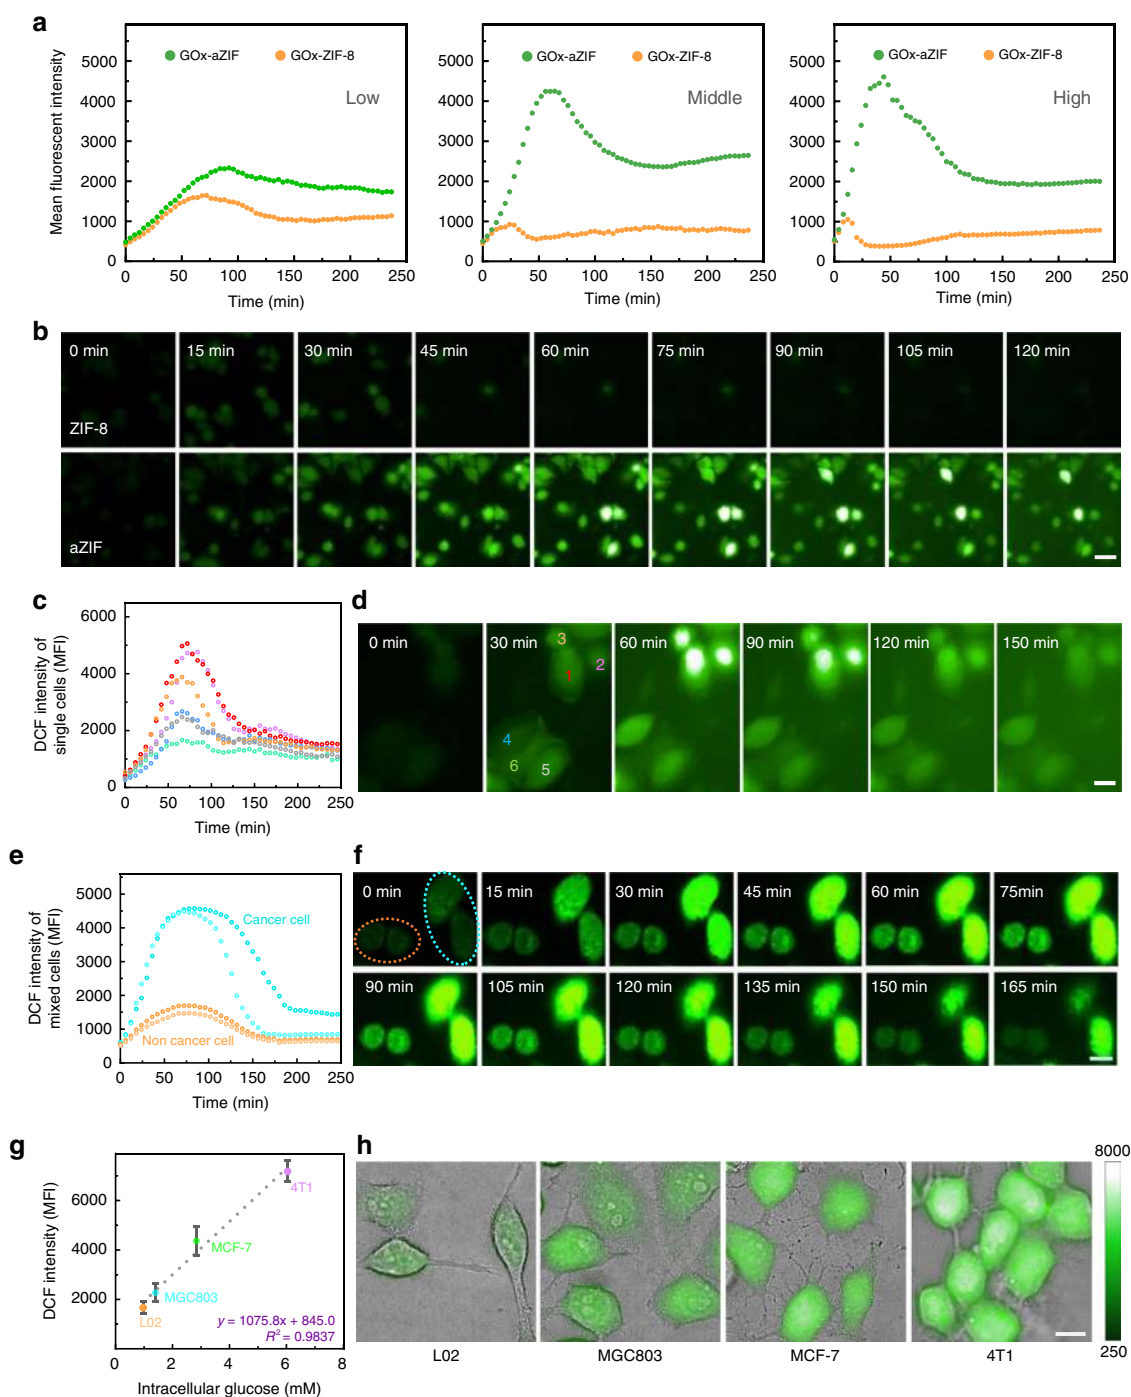 a
Mean fluorescent intensity
5000
4000
3000
2000
1000
0
GOx-aZIF
GOx-ZIF-8
Low
0 50 100 150 200 250
Time (min)
5000
4000
3000
2000
1000
0
GOx-aZIF
GOx-ZIF-8
Middle
0 50 100 150 200 250
Time (min)
5000
4000
3000
2000
1000
0
GOx-aZIF
GOx-ZIF-8
High
0 50 100 150 200 250
Time (min)
b
0 min 15 min 30 min 45 min 60 min 75 min 90 min 105 min 120 min
ZIF-8
aZIF
c
DCF intensity of
single cells (MFI)
6000
4000
2000
0
0 50 100 150 200 250
Time (min)
d
0 min 30 min 60 min 90 min 120 min 150 min
3
2
1
4
6 5
e
DCF intensity of
mixed cells (MFI)
5000
4000
3000
2000
1000
0
Cancer cell
Non cancer cell
0 50 100 150 200 250
Time (min)
f
0 min 15 min 30 min 45 min 60 min 75min
90 min 105 min 120 min 135 min 150 min 165 min
g
DCF intensity (MFI)
6000
4000
2000
4T1
MCF-7
MGC803
L02
y = 1075.8x + 845.0
R² = 0.9837
0 2 4 6 8
Intracellular glucose (mM)
h
8000
250
L02 MGC803 MCF-7 4T1